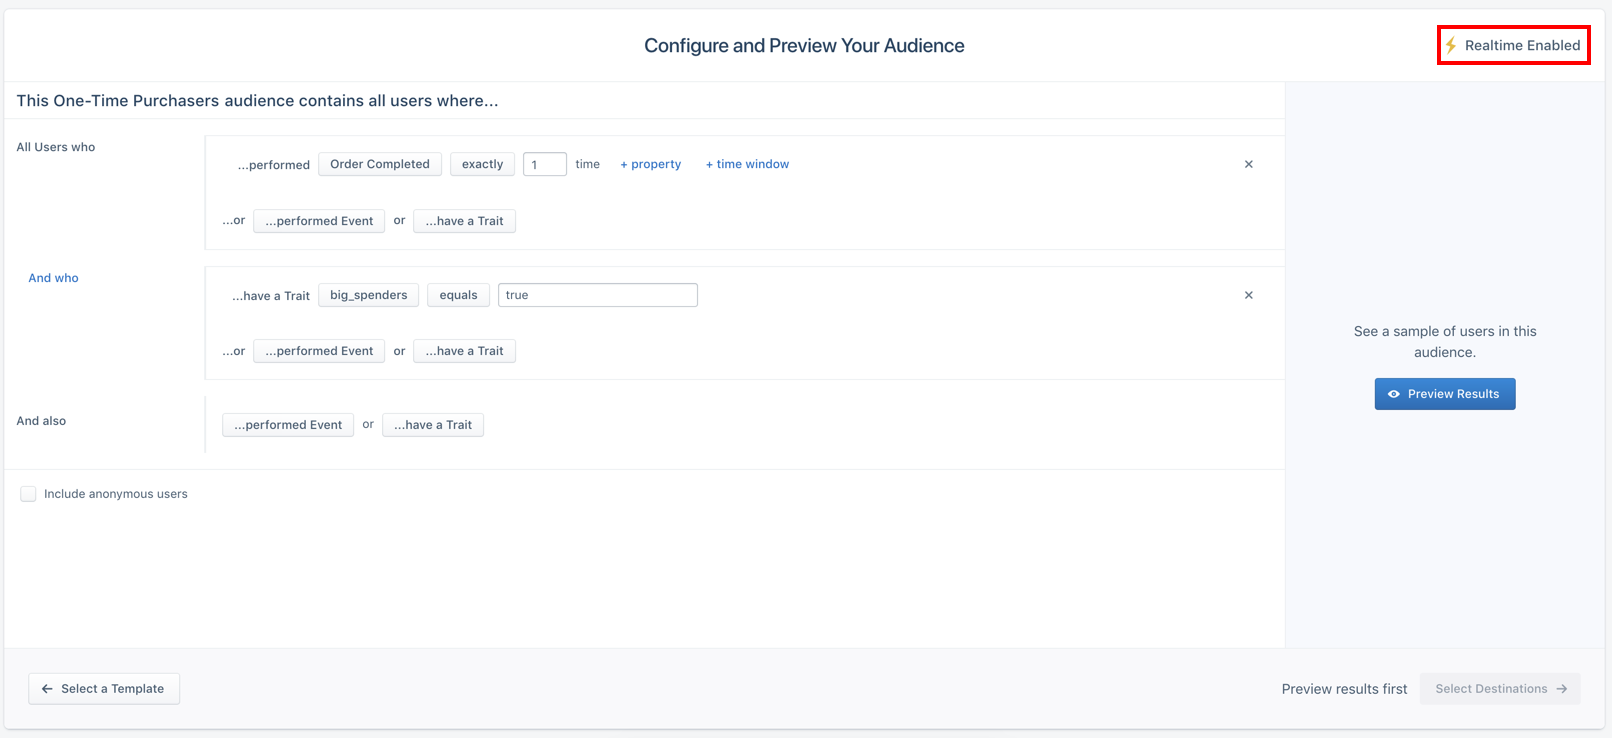 Configure and Preview Your Audience
Realtime Enabled
This One-Time Purchasers audience contains all users where...
All Users who
...performed Order Completed exactly 1 time + property + time window
...or ...performed Event or ...have a Trait
And who
...have a Trait big_spenders equals true
...or ...performed Event or ...have a Trait
See a sample of users in this
audience.
Preview Results
And also
...performed Event or ...have a Trait
Include anonymous users
Select a Template
Preview results first
Select Destinations